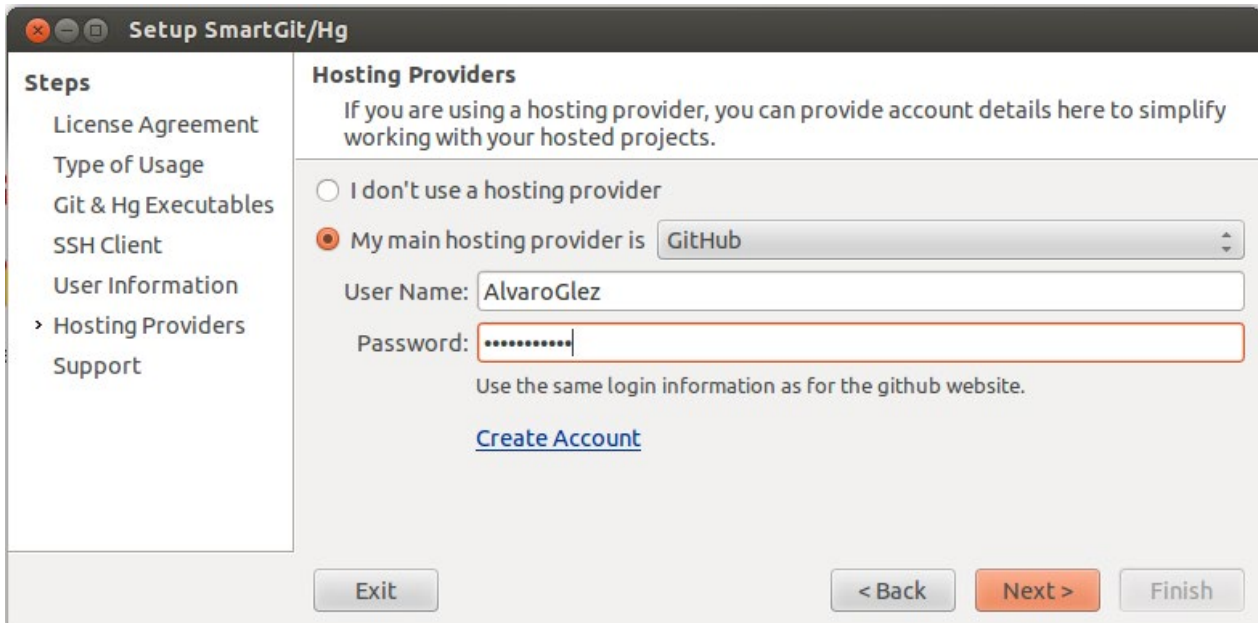 Setup SmartGit/Hg
Steps
License Agreement
Type of Usage
Git & Hg Executables
SSH Client
User Information
Hosting Providers
Support
Hosting Providers
If you are using a hosting provider, you can provide account details here to simplify
working with your hosted projects.
I don't use a hosting provider
My main hosting provider is GitHub
User Name: AlvaroGlez
Password: •••••••••••
Use the same login information as for the github website.
Create Account
Exit
< Back
Next >
Finish